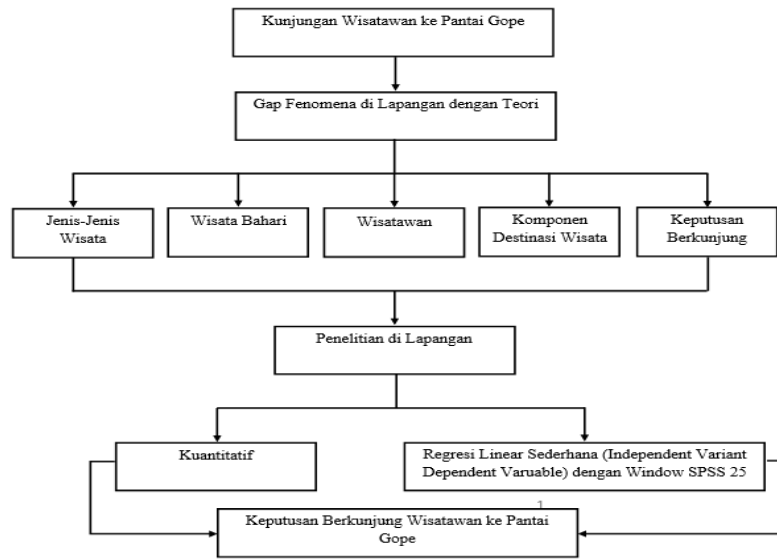 Kunjungan Wisatawan ke Pantai Gope
Gap Fenomena di Lapangan dengan Teori
Jenis-Jenis
Wisata
Wisata Bahari
Wisatawan
Komponen
Destinasi Wisata
Keputusan
Berkunjung
Penelitian di Lapangan
Kuantitatif
Regresi Linear Sederhana (Independent Variant
Dependent Varuable) dengan Window SPSS 25
1
Keputusan Berkunjung Wisatawan ke Pantai
Gope